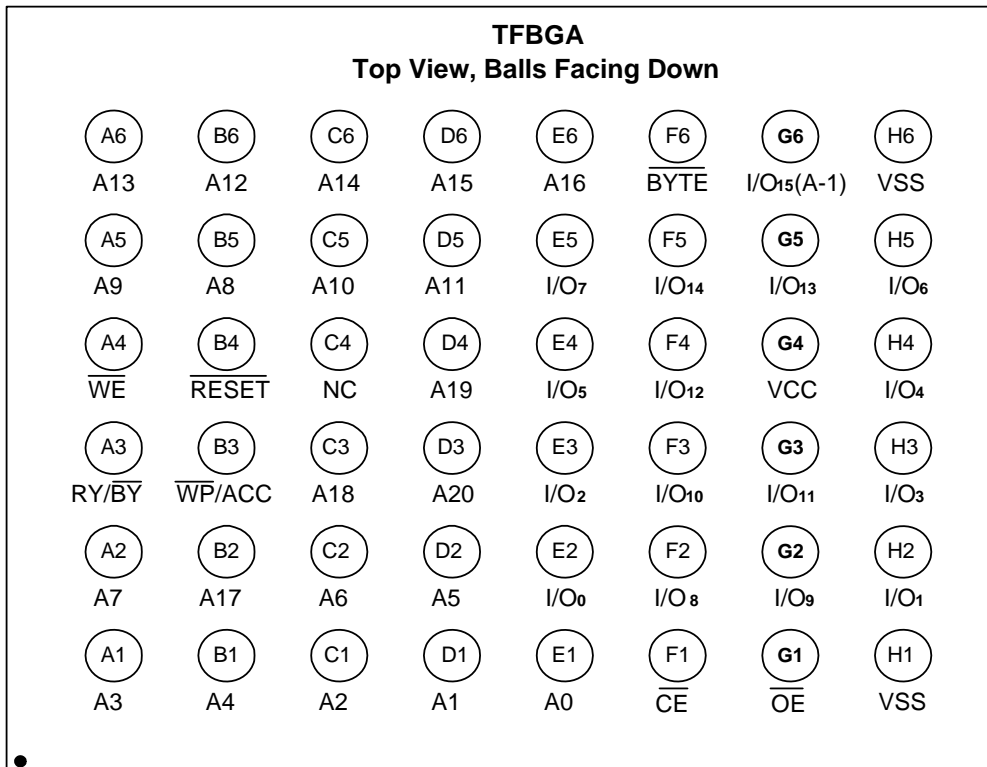 TFBGA
Top View, Balls Facing Down
A6 B6 C6 D6 E6 F6 G6 H6
A13 A12 A14 A15 A16 BYTE I/O15(A-1) VSS
A5 B5 C5 D5 E5 F5 G5 H5
A9 A8 A10 A11 I/O7 I/O14 I/O13 I/O6
A4 B4 C4 D4 E4 F4 G4 H4
WE RESET NC A19 I/O5 I/O12 VCC I/O4
A3 B3 C3 D3 E3 F3 G3 H3
RY/BY WP/ACC A18 A20 I/O2 I/O10 I/O11 I/O3
A2 B2 C2 D2 E2 F2 G2 H2
A7 A17 A6 A5 I/O0 I/O8 I/O9 I/O1
A1 B1 C1 D1 E1 F1 G1 H1
A3 A4 A2 A1 A0 CE OE VSS